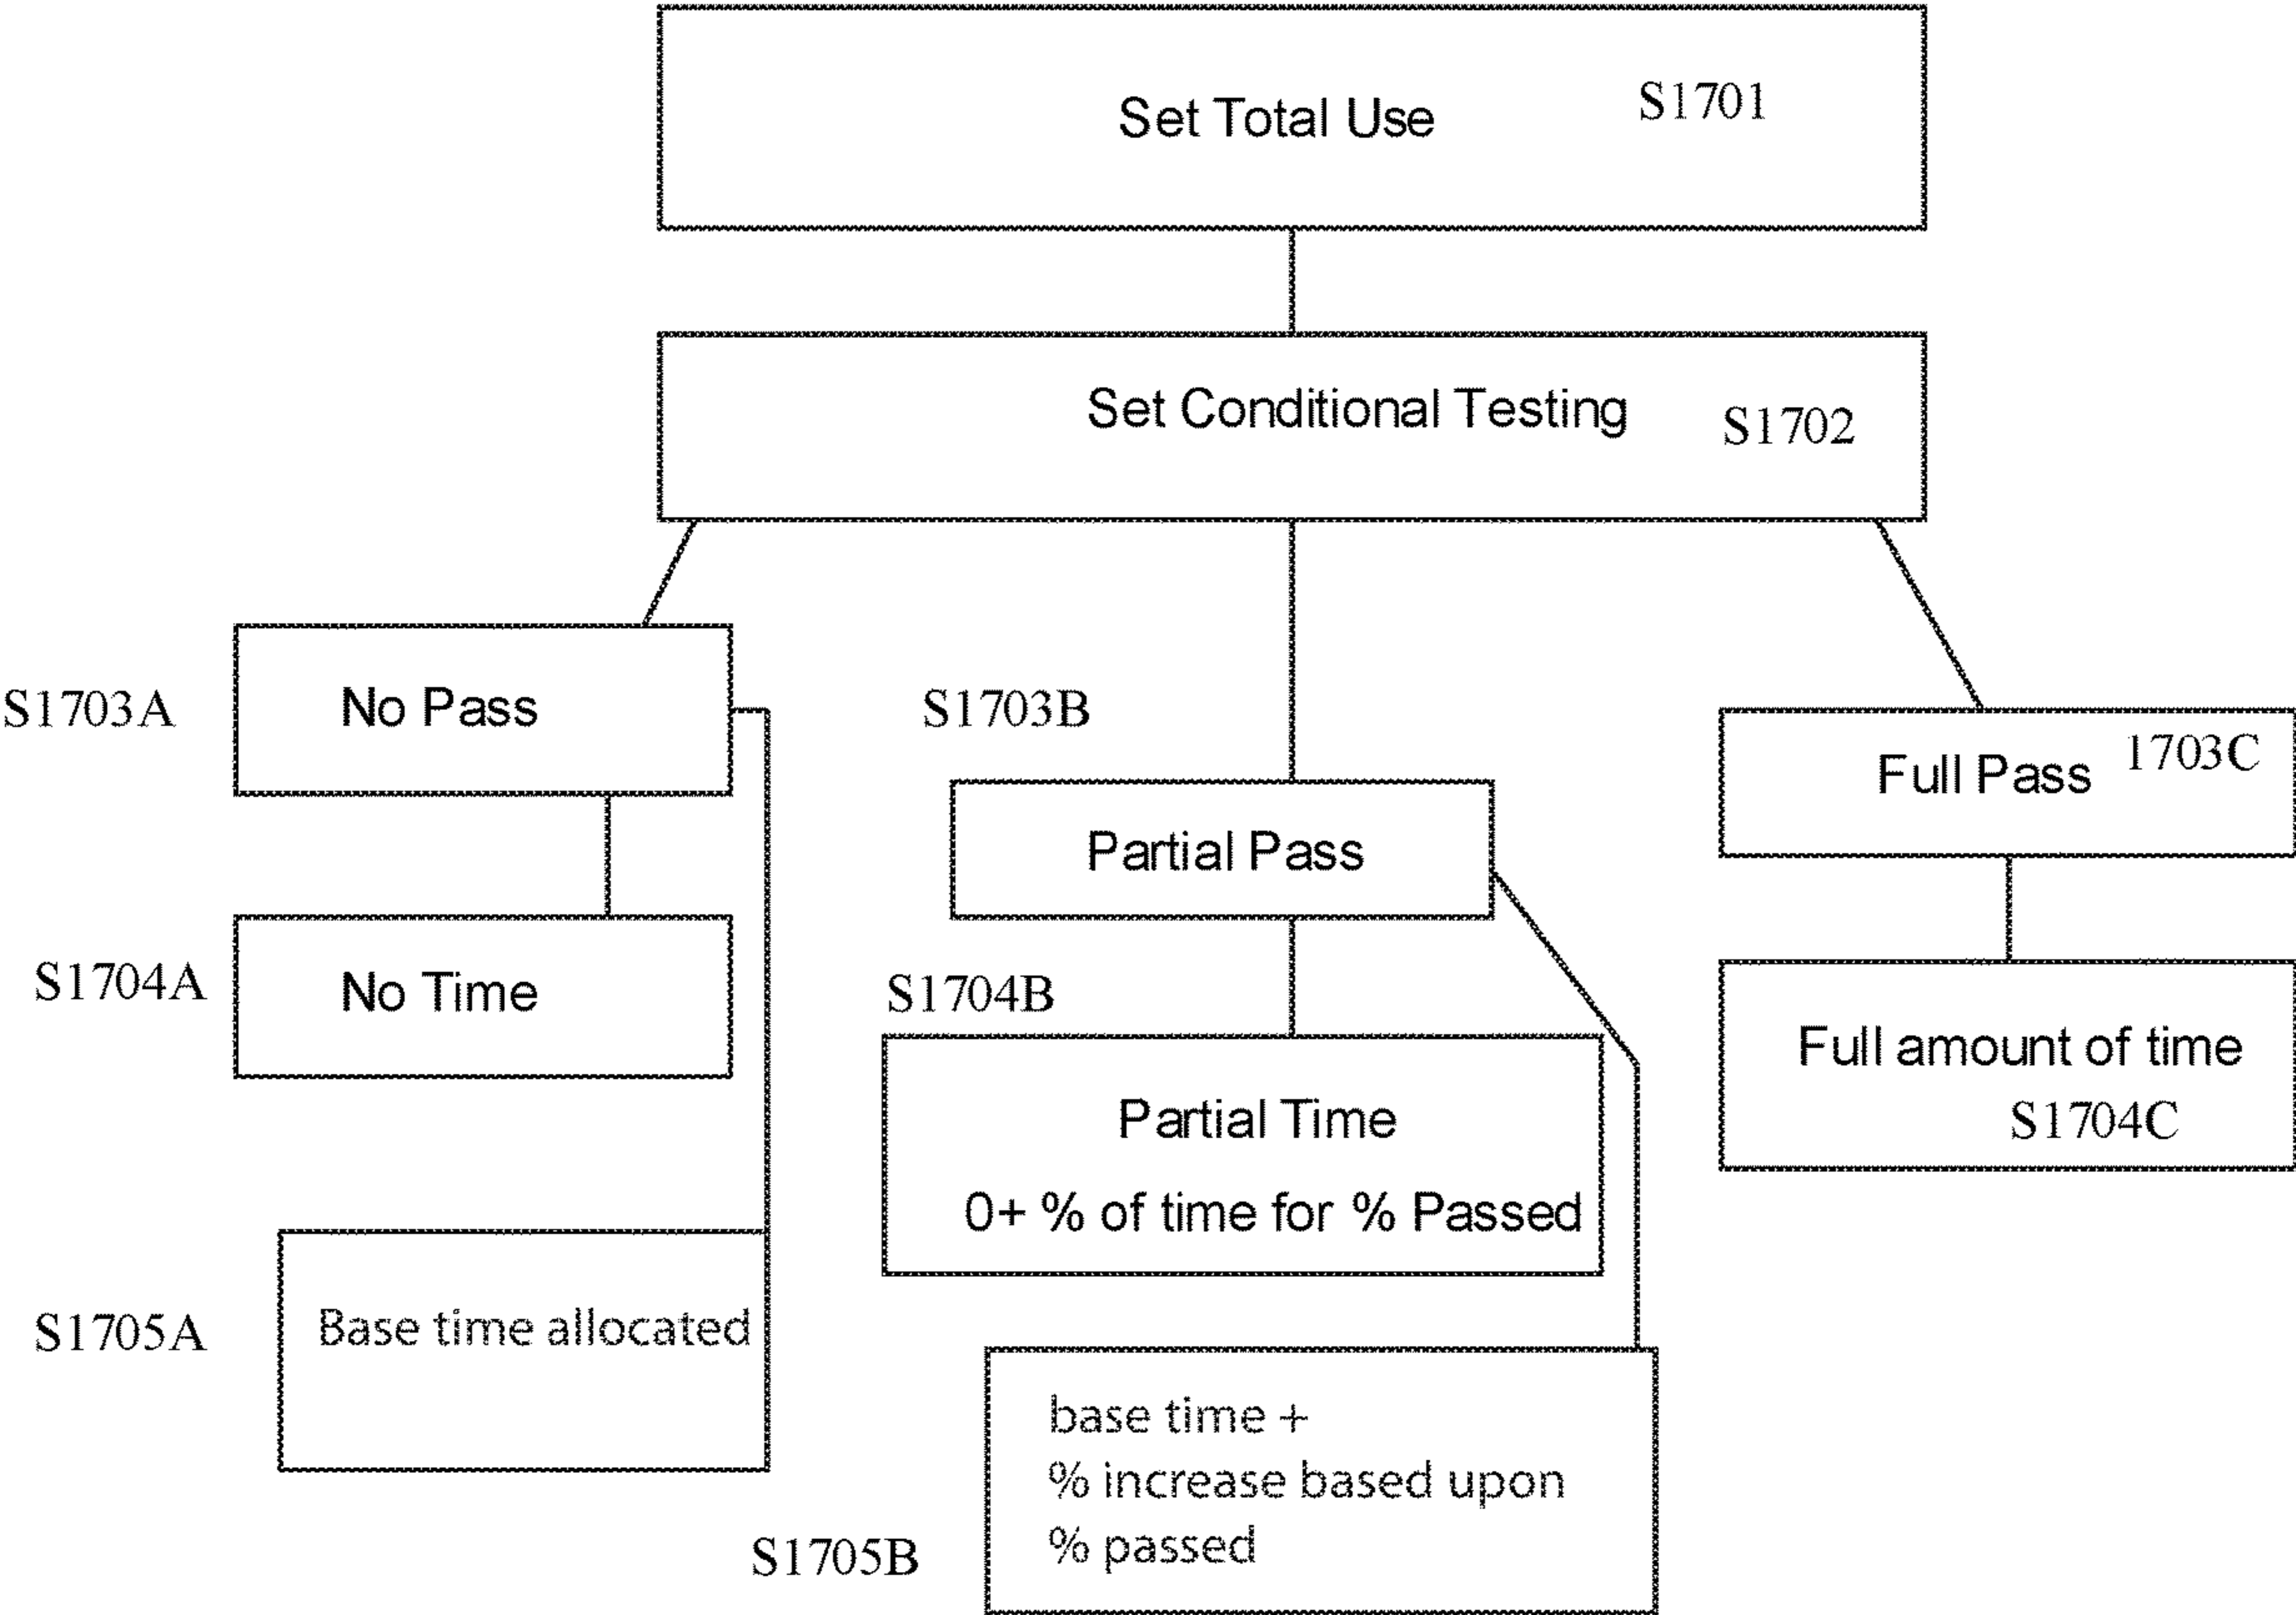 Set Total Use S1701
Set Conditional Testing S1702
S1703A No Pass
S1703B
Full Pass 1703C
Partial Pass
S1704A No Time
S1704B
Full amount of time
S1704C
Partial Time
0+ % of time for % Passed
S1705A Base time allocated
base time +
% increase based upon
% passed
S1705B